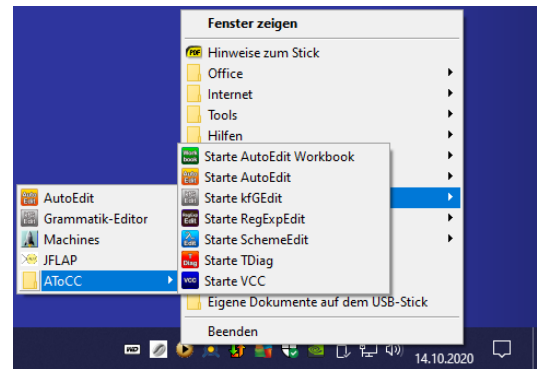 Fenster zeigen
Hinweise zum Stick
Office
Internet
Tools
Hilfen
Starte AutoEdit Workbook
Starte AutoEdit
Starte kfGEdit
Starte RegExpEdit
Starte SchemeEdit
Starte TDiag
Starte VCC
AutoEdit
Grammatik-Editor
Machines
JFLAP
AToCC
Eigene Dokumente auf dem USB-Stick
Beenden
14.10.2020